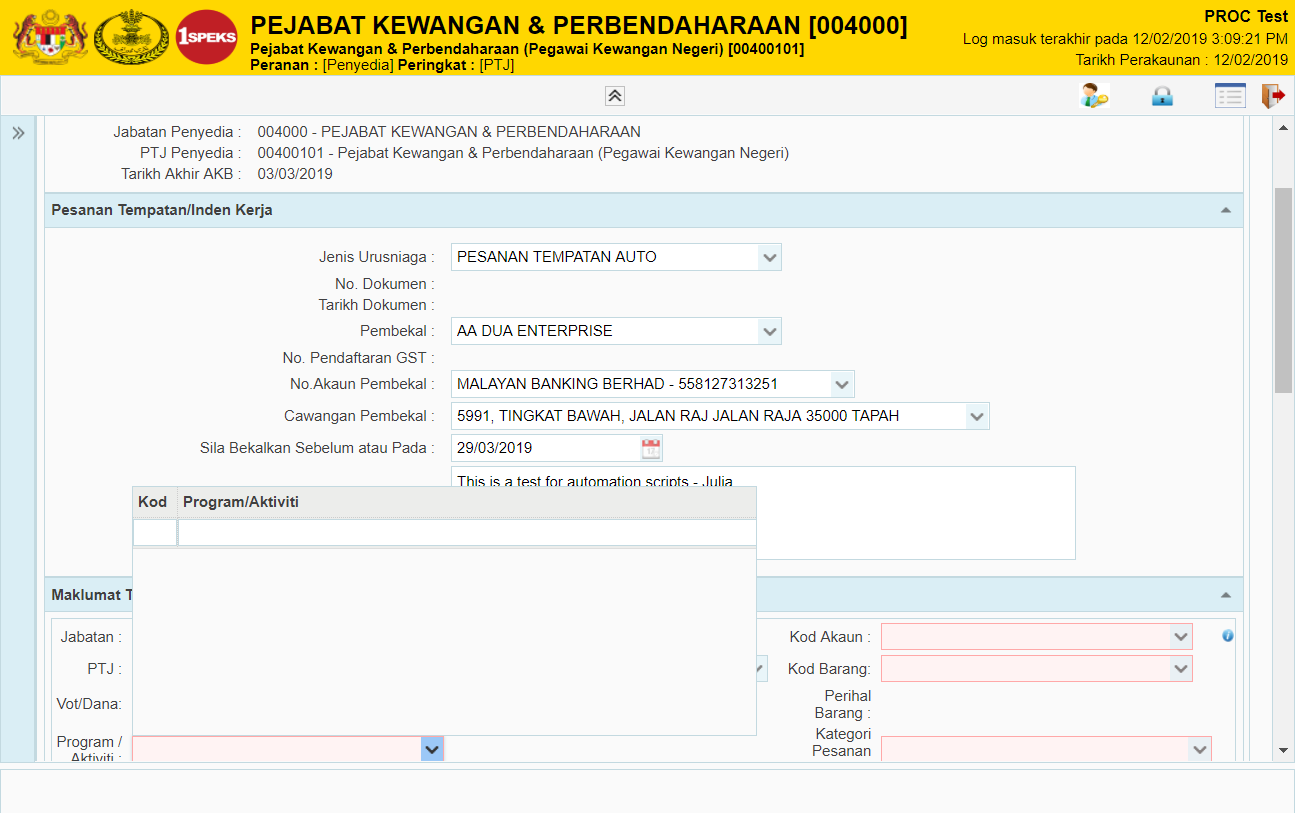 1SPEKS
PEJABAT KEWANGAN & PERBENDAHARAAN [004000]
Pejabat Kewangan & Perbendaharaan (Pegawai Kewangan Negeri) [00400101]
Peranan : [Penyedia] Peringkat : [PTJ]
PROC Test
Log masuk terakhir pada 12/02/2019 3:09:21 PM
Tarikh Perakaunan : 12/02/2019
Jabatan Penyedia : 004000 - PEJABAT KEWANGAN & PERBENDAHARAAN
PTJ Penyedia : 00400101 - Pejabat Kewangan & Perbendaharaan (Pegawai Kewangan Negeri)
Tarikh Akhir AKB : 03/03/2019
Pesanan Tempatan/Inden Kerja
Jenis Urusniaga : PESANAN TEMPATAN AUTO
No. Dokumen :
Tarikh Dokumen :
Pembekal : AA DUA ENTERPRISE
No. Pendaftaran GST :
No.Akaun Pembekal : MALAYAN BANKING BERHAD - 558127313251
Cawangan Pembekal : 5991, TINGKAT BAWAH, JALAN RAJ JALAN RAJA 35000 TAPAH
Sila Bekalkan Sebelum atau Pada : 29/03/2019
This is a test for automation scripts - Julia
Kod Program/Aktiviti
Maklumat T
Jabatan :
PTJ :
Vot/Dana:
Program /
Aktiviti :
Kod Akaun :
Kod Barang:
Perihal
Barang :
Kategori
Pesanan